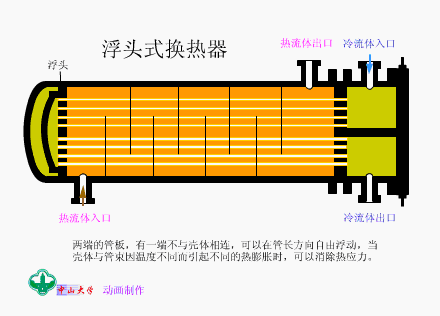 浮头式换热器
热流体出口 冷流体入口
浮头
热流体入口 冷流体出口
两端的管板，有一端不与壳体相连，可以在管长方向自由浮动，当
壳体与管束因温度不同而引起不同的热膨胀时，可以消除热应力。
中山大学 动画制作